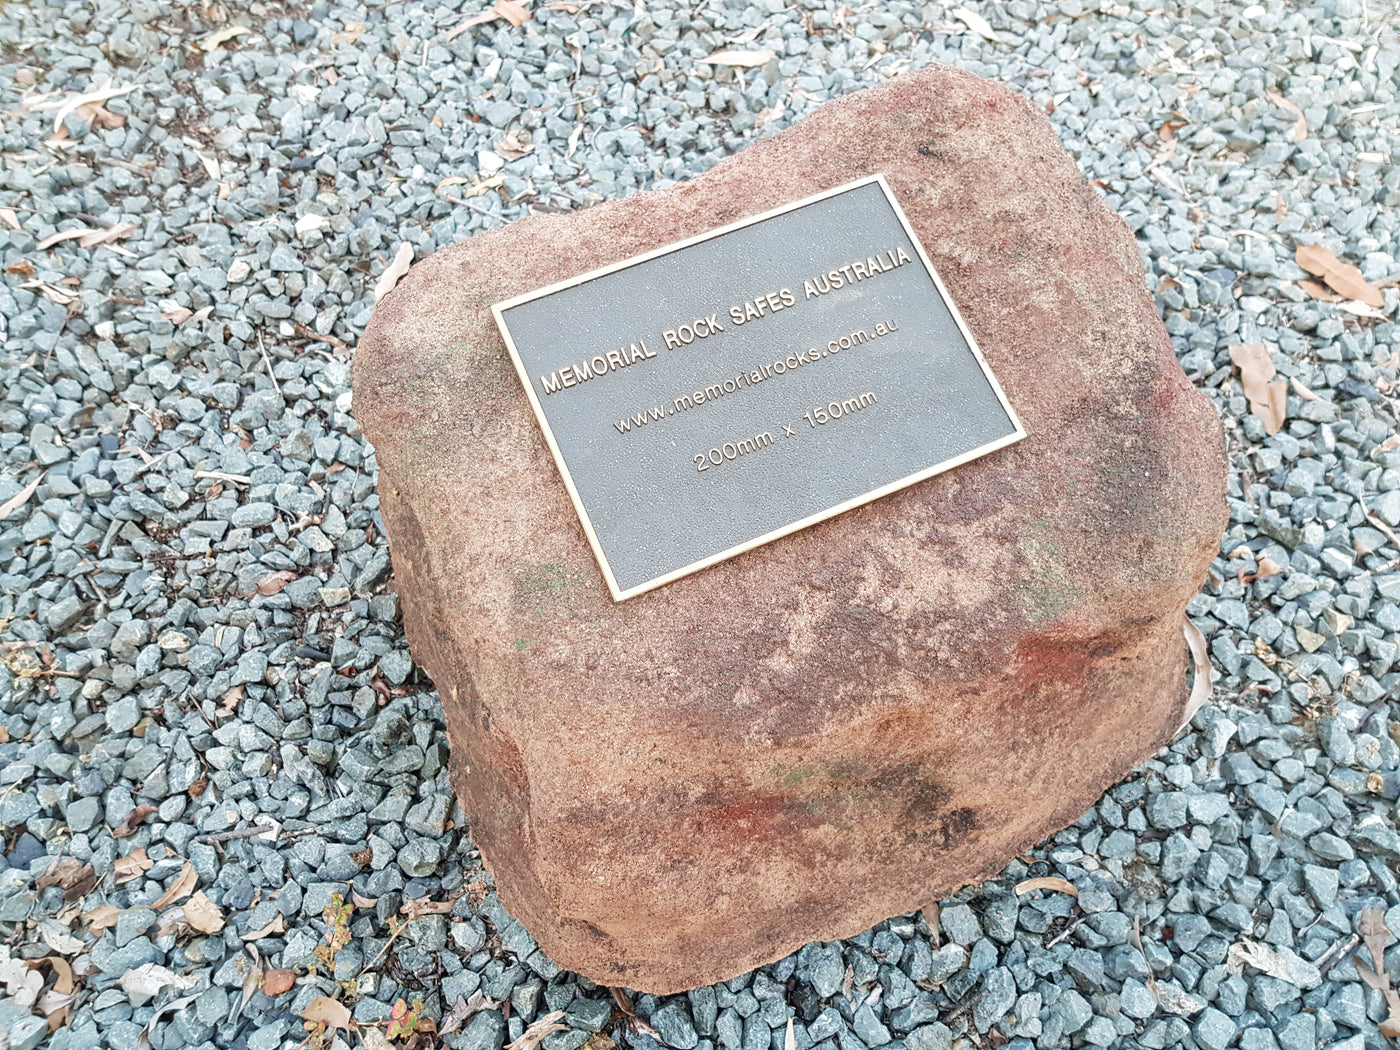 MEMORIAL ROCK SAFES AUSTRALIA
www.memorialrocks.com.au
200mm x 150mm